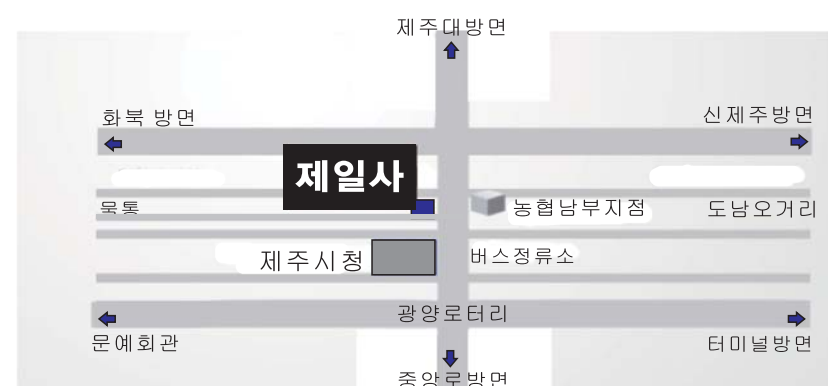 제주대방면
화북 방면
신제주방면
제일사
묵통
농협남부지점
도남오거리
제주시청
버스정류소
광양로터리
문예회관
터미널방면
중앙로방면